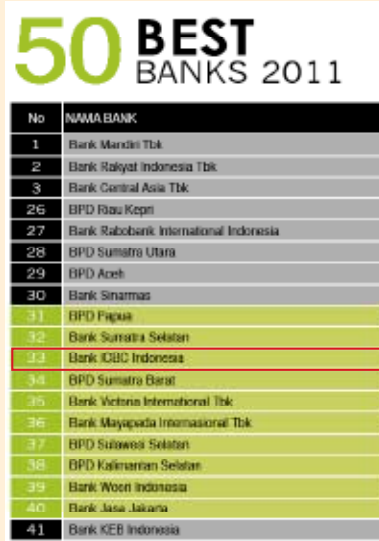 50 BEST
BANKS 2011
No NAMA BANK
1 Bank Mandiri Tbk
2 Bank Rakyat Indonesia Tbk
3 Bank Central Asia Tbk
26 BPD Riau Kepri
27 Bank Rabobank International Indonesia
28 BPD Sumatra Utara
29 BPD Aceh
30 Bank Sinarmas
31 BPD Papua
32 Bank Sumatra Selatan
33 Bank ICBC Indonesia
34 BPD Sumatra Barat
35 Bank Victoria International Tbk
36 Bank Mayapada Internasional Tbk
37 BPD Sulawesi Selatan
38 BPD Kalimantan Selatan
39 Bank Woori Indonesia
40 Bank Jasa Jakarta
41 Bank KEB Indonesia